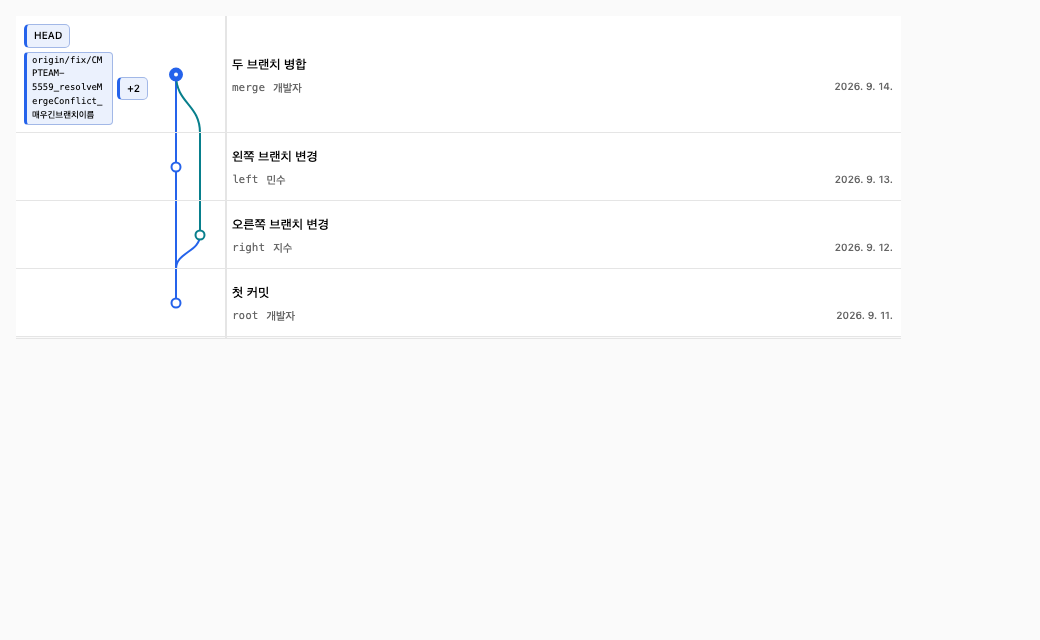 HEAD
origin/fix/CM
PTEAM-
5559_resolveM
ergeConflict_
매우긴브랜치이름
+2
두 브랜치 병합
merge 개발자
2026. 9. 14.
왼쪽 브랜치 변경
left 민수
2026. 9. 13.
오른쪽 브랜치 변경
right 지수
2026. 9. 12.
첫 커밋
root 개발자
2026. 9. 11.